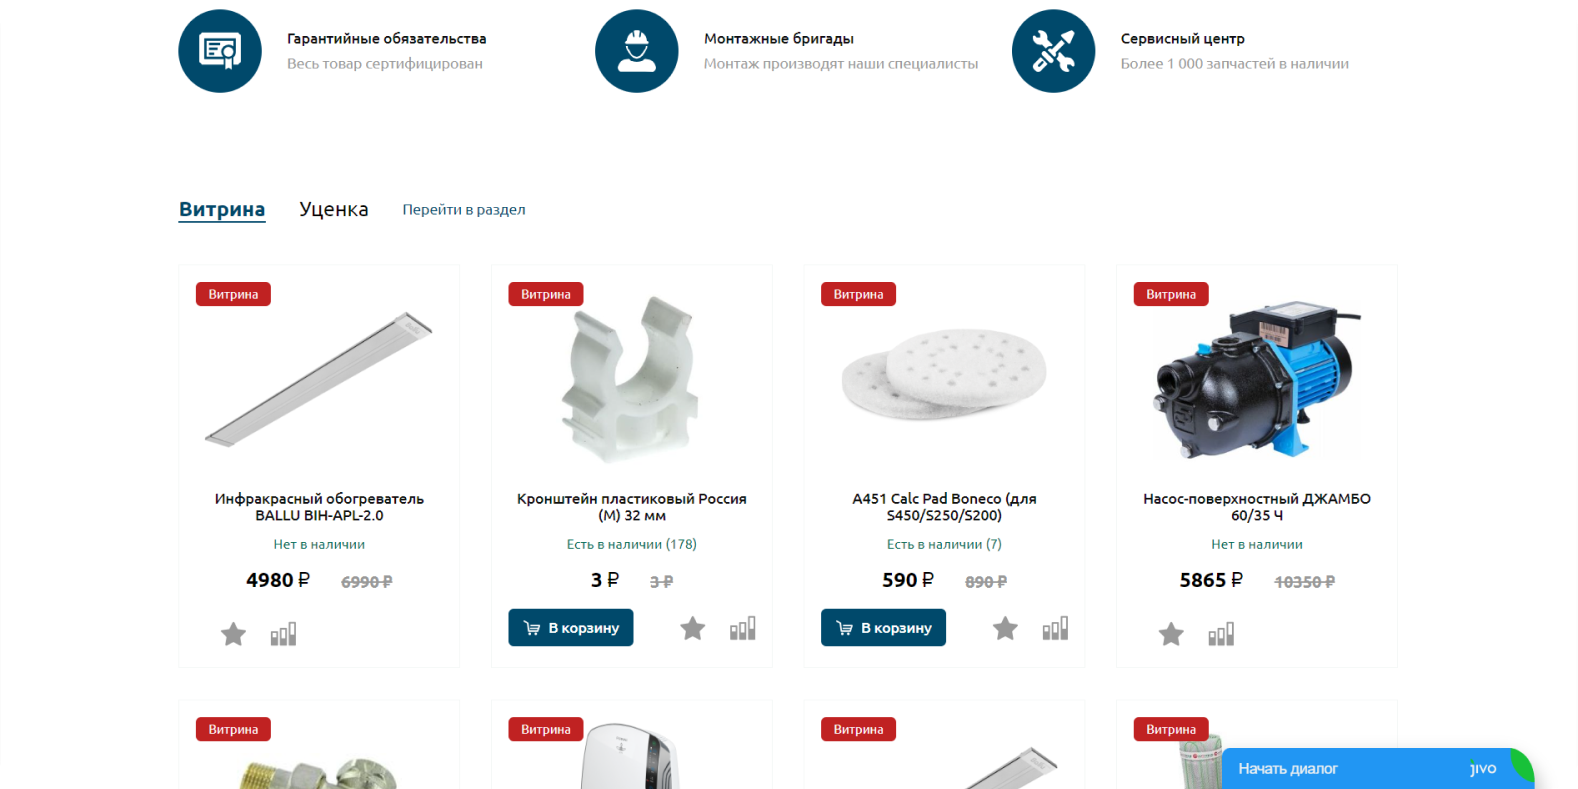 Гарантийные обязательства
Весь товар сертифицирован
Монтажные бригады
Монтаж производят наши специалисты
Сервисный центр
Более 1 000 запчастей в наличии
Витрина Уценка Перейти в раздел
Витрина
Инфракрасный обогреватель
BALLU BIH-APL-2.0
Нет в наличии
4980 ₽ 6990 ₽
Витрина
Кронштейн пластиковый Россия
(М) 32 мм
Есть в наличии (178)
3 ₽ 3 ₽
В корзину
Витрина
A451 Calc Pad Boneco (для
S450/S250/S200)
Есть в наличии (7)
590 ₽ 890 ₽
В корзину
Витрина
Насос-поверхностный ДЖАМБО
60/35 Ч
Нет в наличии
5865 ₽ 10350 ₽
Витрина
Витрина
Витрина
Витрина
Начать диалог jivo